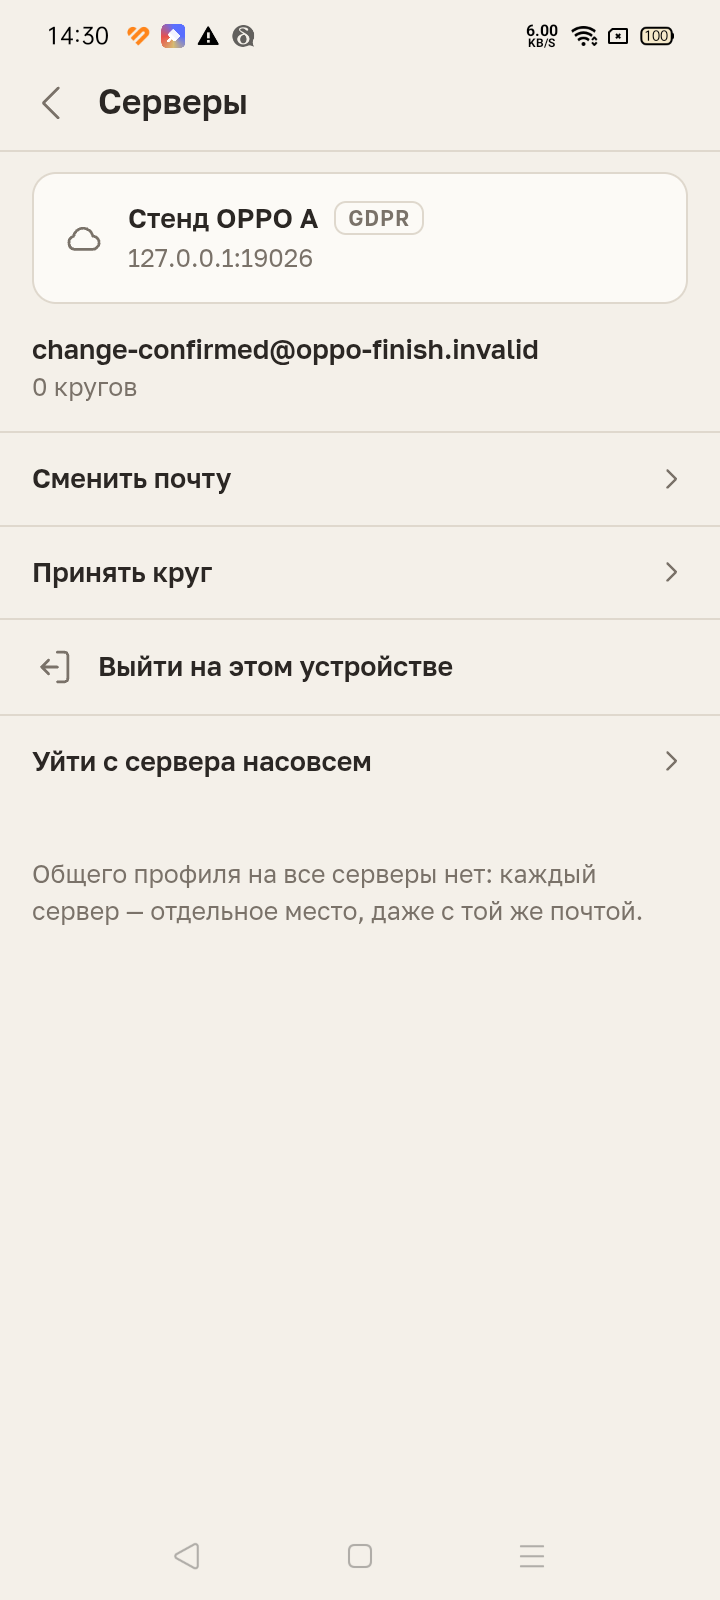 14:30
6.00
KB/S
100
Серверы
Стенд OPPO A
GDPR
127.0.0.1:19026
change-confirmed@oppo-finish.invalid
0 кругов
Сменить почту
Принять круг
Выйти на этом устройстве
Уйти с сервера насовсем
Общего профиля на все серверы нет: каждый
сервер — отдельное место, даже с той же почтой.